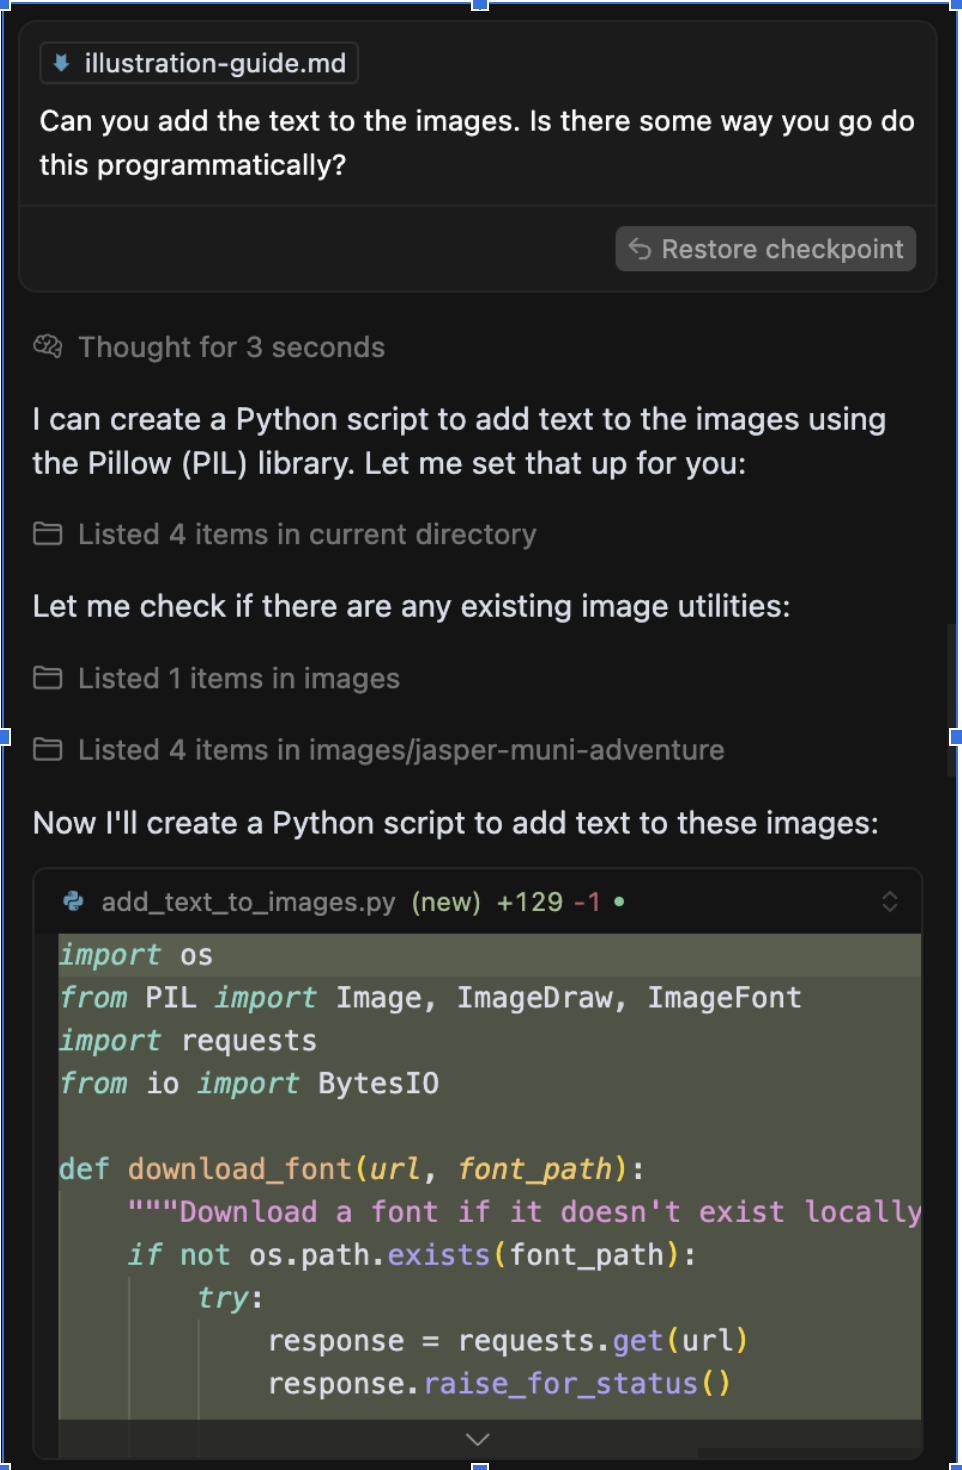 illustration-guide.md
Can you add the text to the images. Is there some way you go do
this programmatically?
Restore checkpoint
Thought for 3 seconds
I can create a Python script to add text to the images using
the Pillow (PIL) library. Let me set that up for you:
Listed 4 items in current directory
Let me check if there are any existing image utilities:
Listed 1 items in images
Listed 4 items in images/jasper-muni-adventure
Now I'll create a Python script to add text to these images:
add_text_to_images.py (new) +129 -1
import os
from PIL import Image, ImageDraw, ImageFont
import requests
from io import BytesIO
def download_font(url, font_path):
"""Download a font if it doesn't exist locally
if not os.path.exists(font_path):
try:
response = requests.get(url)
response.raise_for_status()